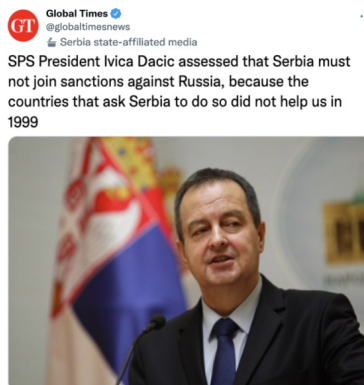 Global Times
GT
@globaltimesnews
Serbia state-affiliated media
SPS President Ivica Dacic assessed that Serbia must
not join sanctions against Russia, because the
countries that ask Serbia to do so did not help us in
1999